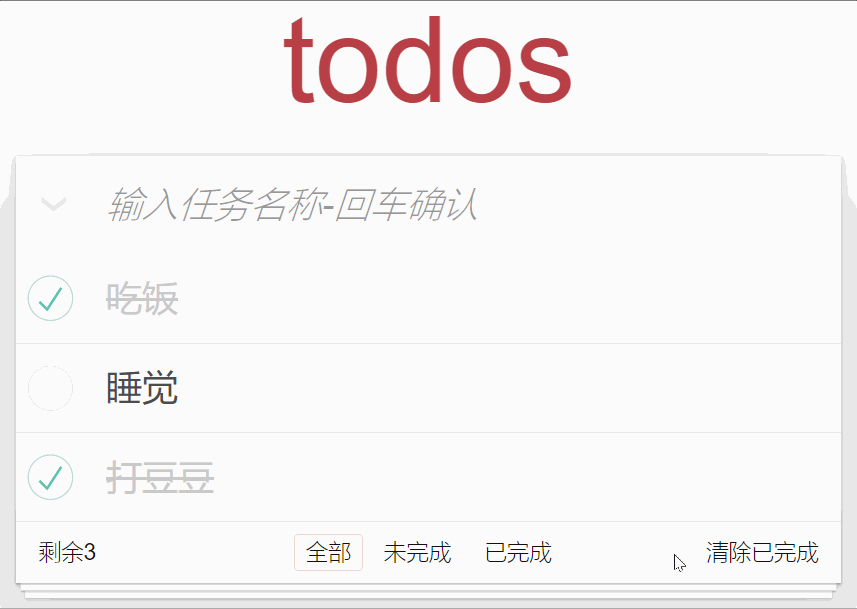 todos
输入任务名称-回车确认
吃饭
睡觉
打豆豆
剩余3 全部 未完成 已完成 清除已完成